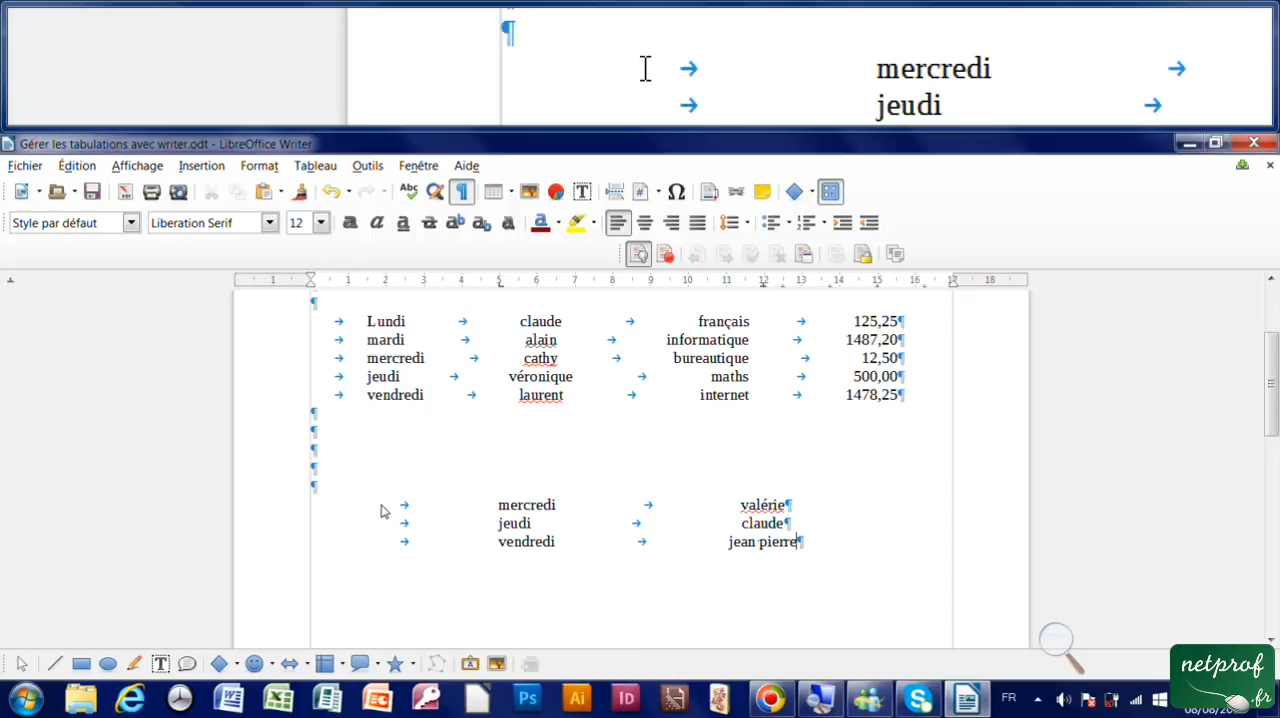 mercredi
jeudi
Gérer les tabulations avec writer.odt - LibreOffice Writer
Fichier Édition Affichage Insertion Format Tableau Outils Fenêtre Aide
Style par défaut Liberation Serif 12
1 1 2 3 4 5 6 7 8 9 10 11 12 13 14 15 16 17 18
Lundi claude français 125,25¶
mardi alain informatique 1487,20¶
mercredi cathy bureautique 12,50¶
jeudi véronique maths 500,00¶
vendredi laurent internet 1478,25¶
mercredi valérie¶
jeudi claude¶
vendredi jean pierre¶
netprof
.fr
FR